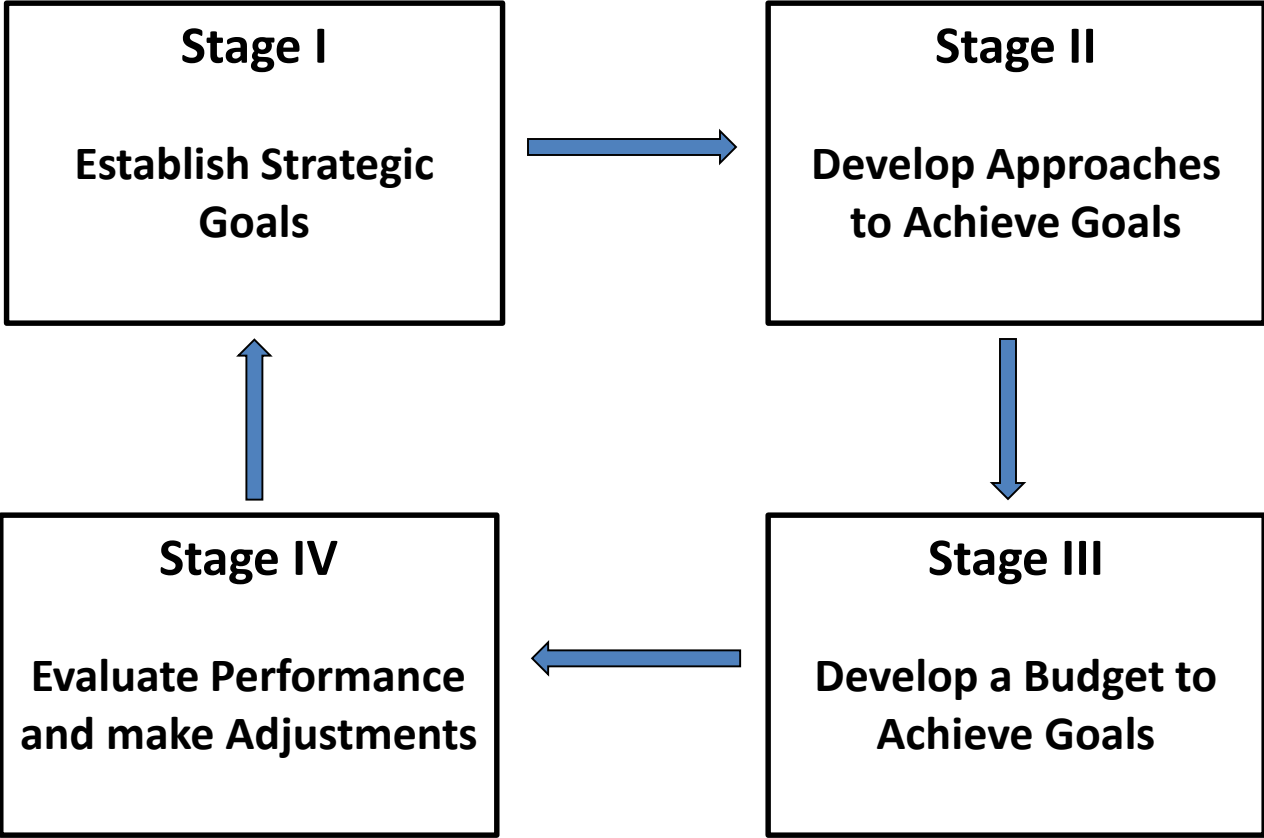 Stage I
Establish Strategic
Goals
Stage II
Develop Approaches
to Achieve Goals
Stage IV
Evaluate Performance
and make Adjustments
Stage III
Develop a Budget to
Achieve Goals